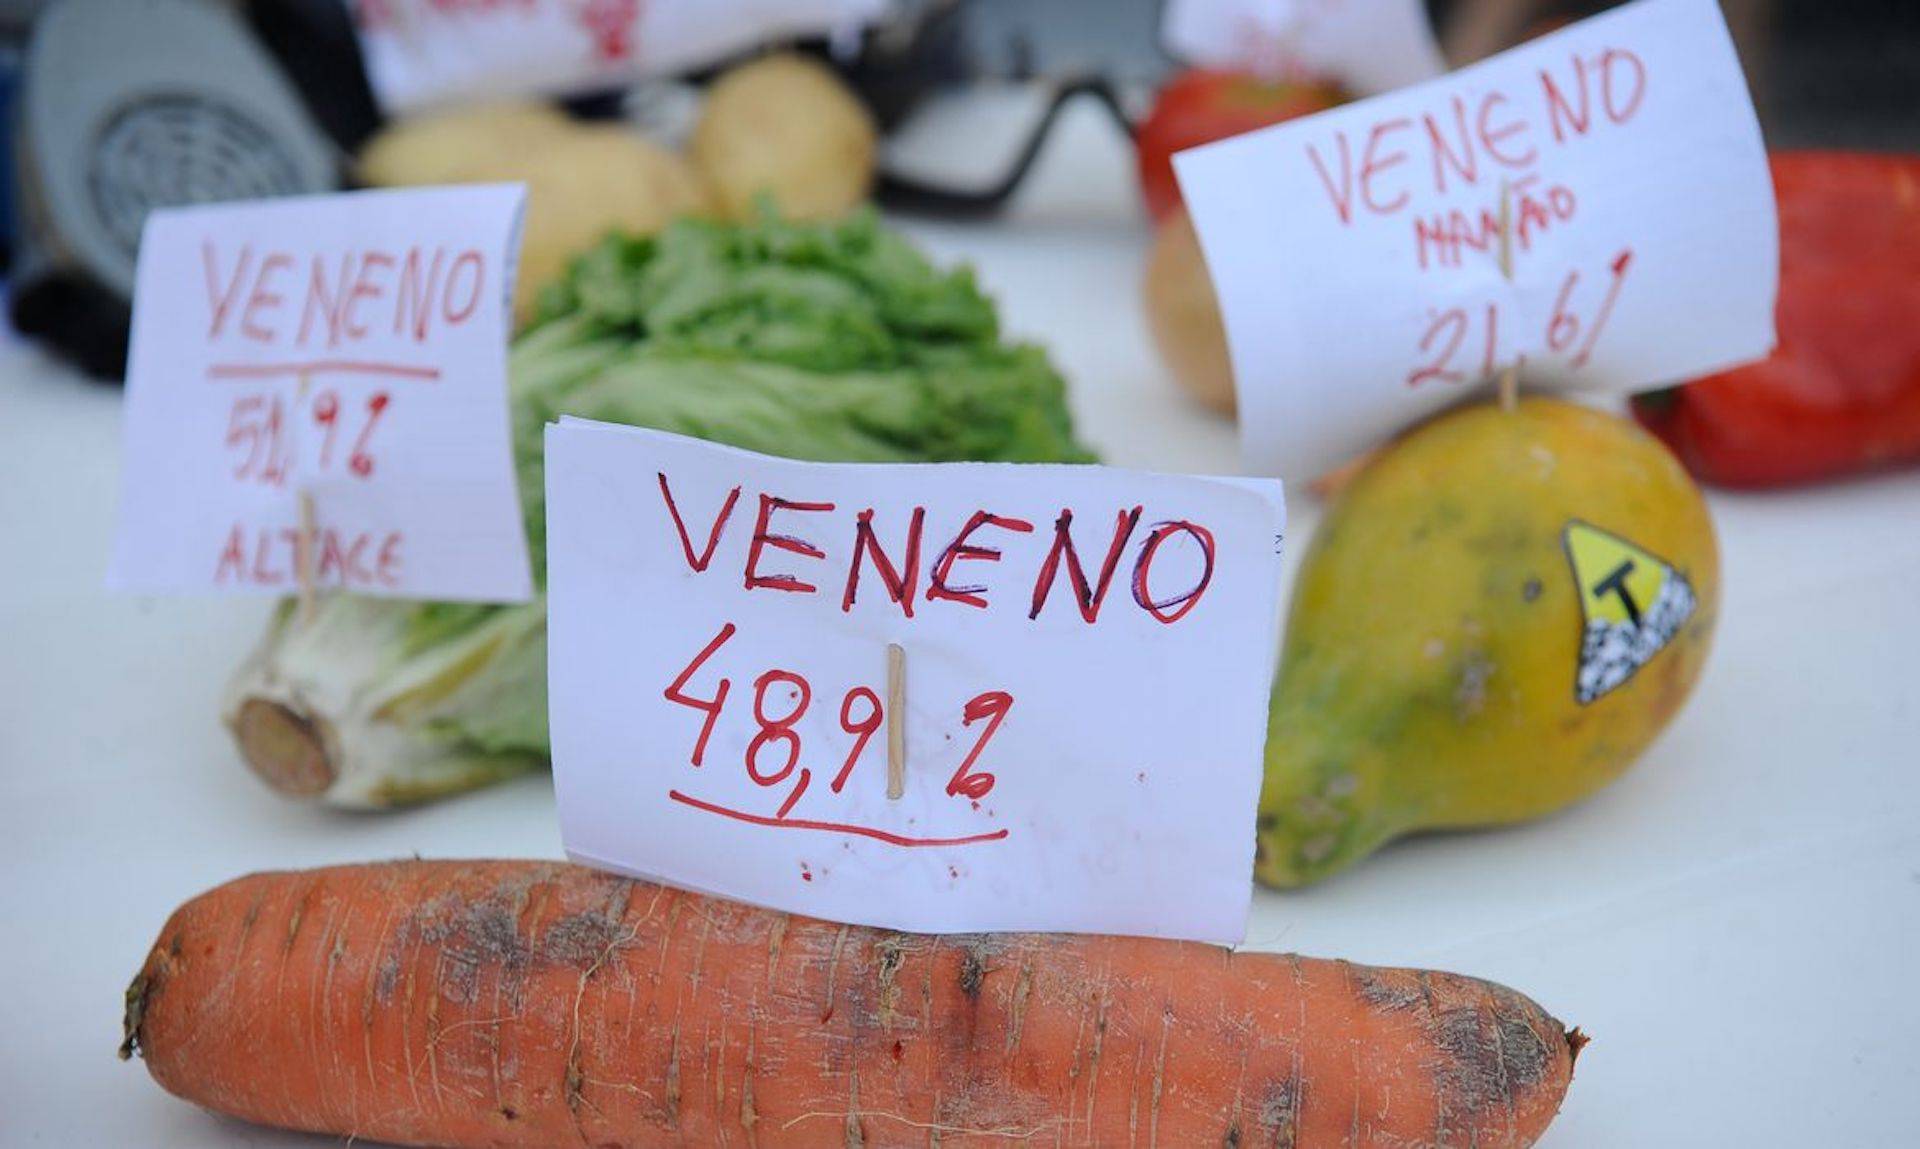 VENENO
51,9%
ALFACE
VENENO
48,9%
VENENO
MAMÃO
21,6%
T